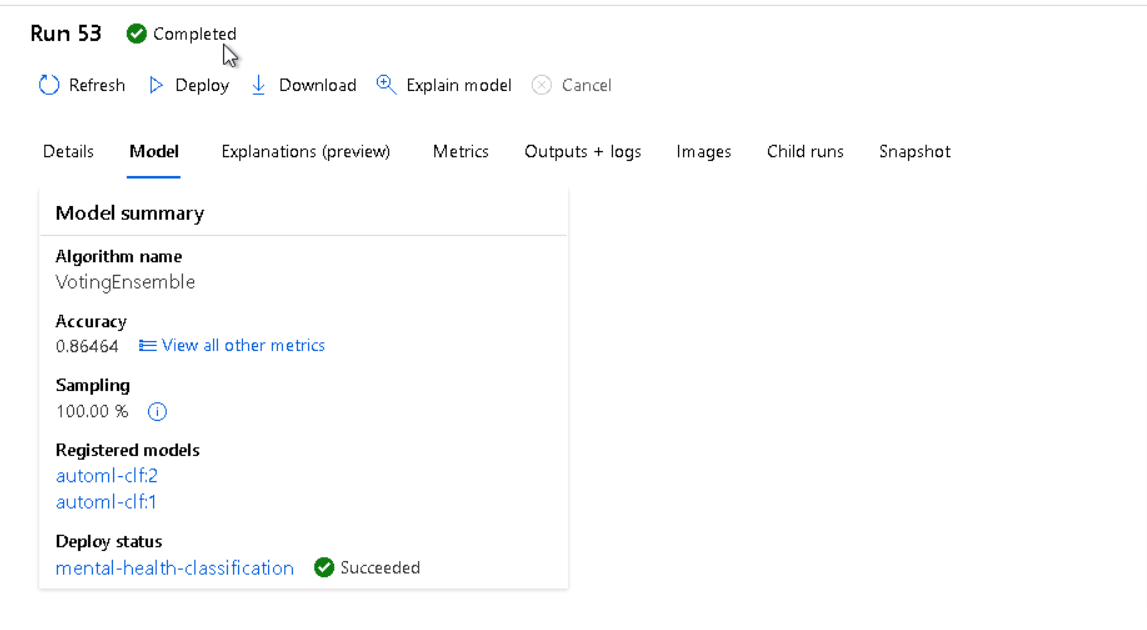 Run 53 Completed
Refresh Deploy Download Explain model Cancel
Details Model Explanations (preview) Metrics Outputs + logs Images Child runs Snapshot
Model summary
Algorithm name
VotingEnsemble
Accuracy
0.86464 View all other metrics
Sampling
100.00 %
Registered models
automl-clf:2
automl-clf:1
Deploy status
mental-health-classification Succeeded